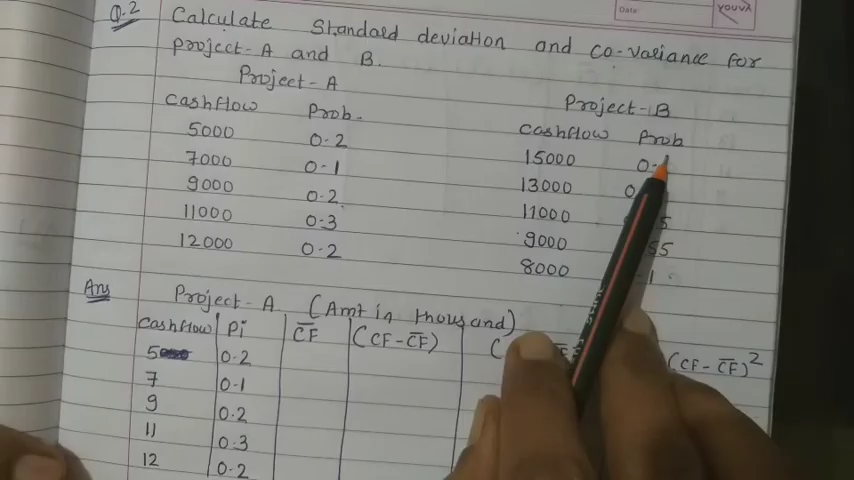 Date:
YOUVA
Q.2 Calculate Standard deviation and co-variance for
project-A and B.
Project-A
Cashflow Prob.
5000 0.2
7000 0.1
9000 0.2
11000 0.3
12000 0.2
Project-B
Cashflow Prob
15000
13000
11000
9000
8000
Ans Project-A (Amt in thousand)
Cashflow Pi C̅F̅ (CF-C̅F̅) (CF-C̅F̅)²
5 0.2
7 0.1
9 0.2
11 0.3
12 0.2